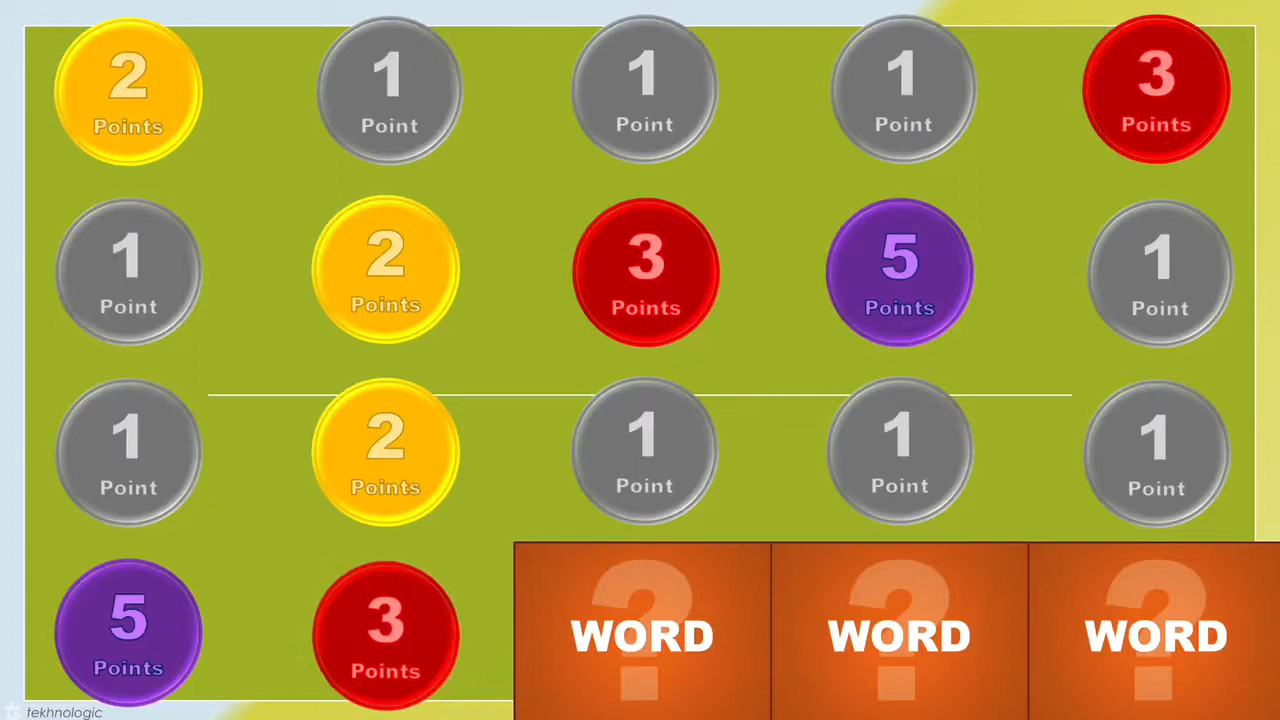 2 1 1 1 3
Points Point Point Point Points
1 2 3 5 1
Point Points Points Points Point
1 2 1 1 1
Point Points Point Point Point
5 3 ? ? ?
Points Points WORD WORD WORD
tekhnologic